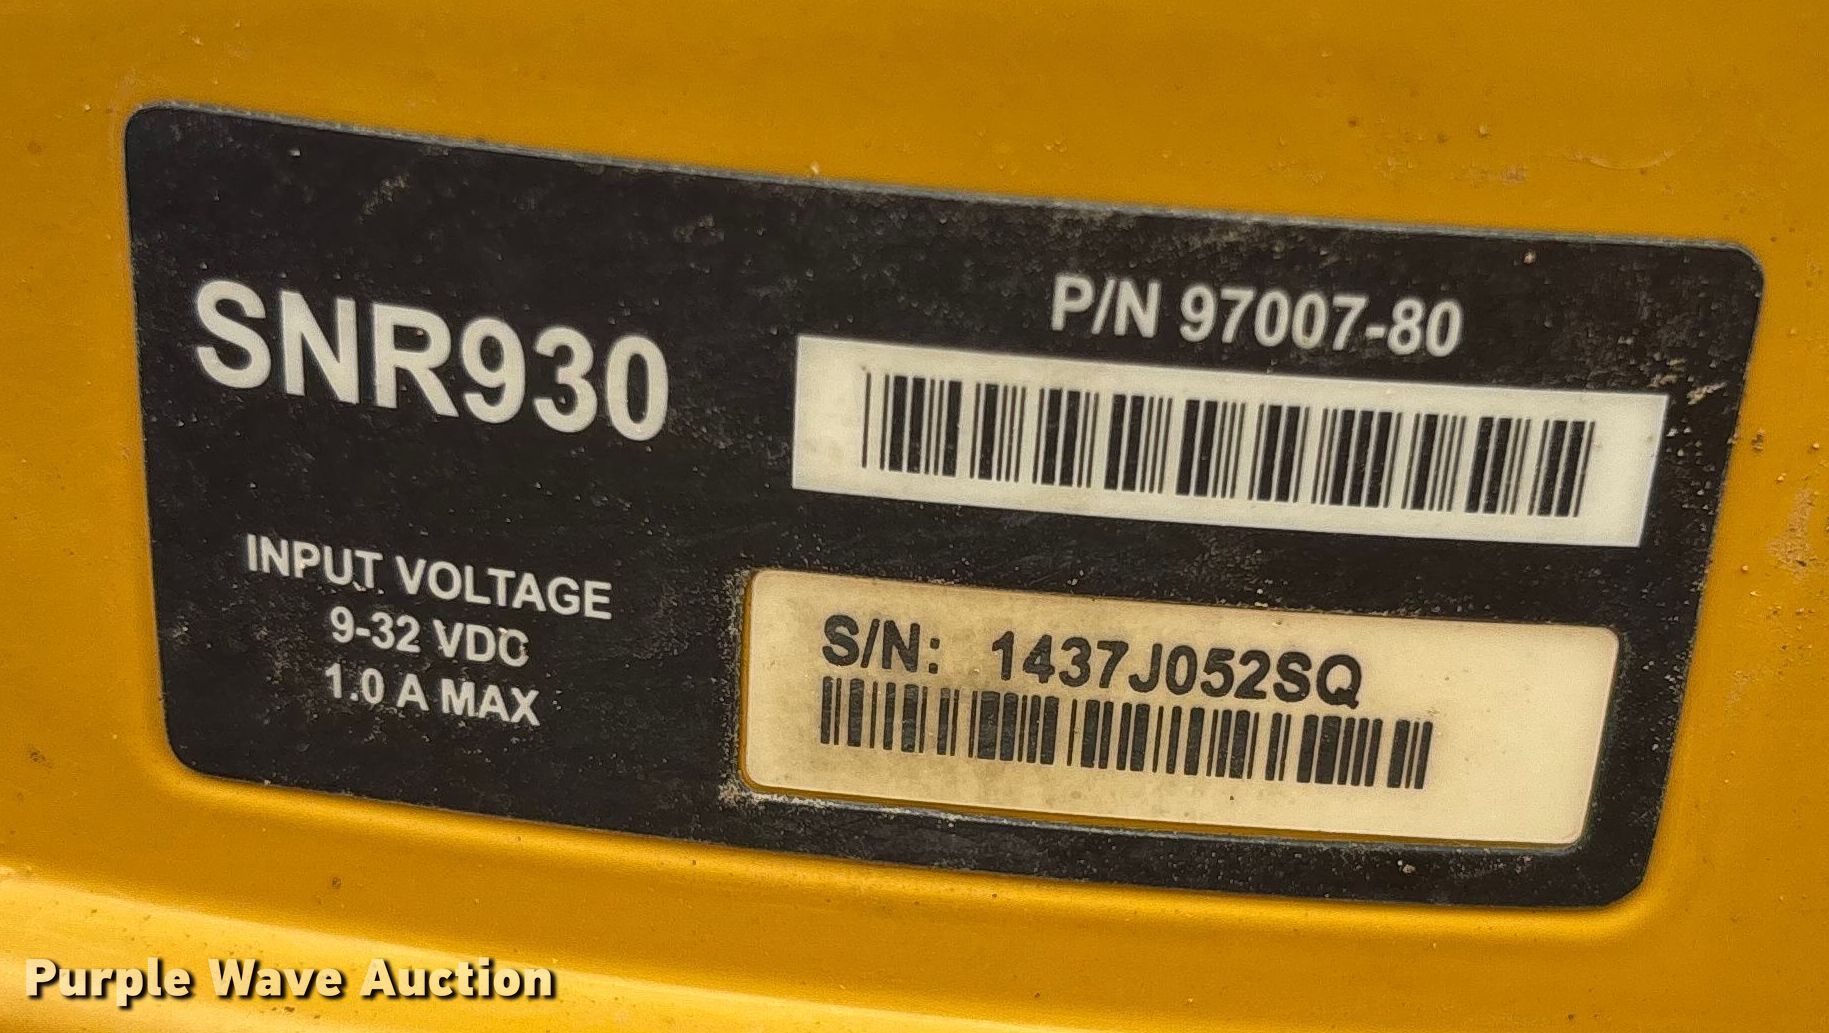 SNR930
P/N 97007-80
INPUT VOLTAGE
9-32 VDC
1.0 A MAX
S/N: 1437J052SQ
Purple Wave Auction